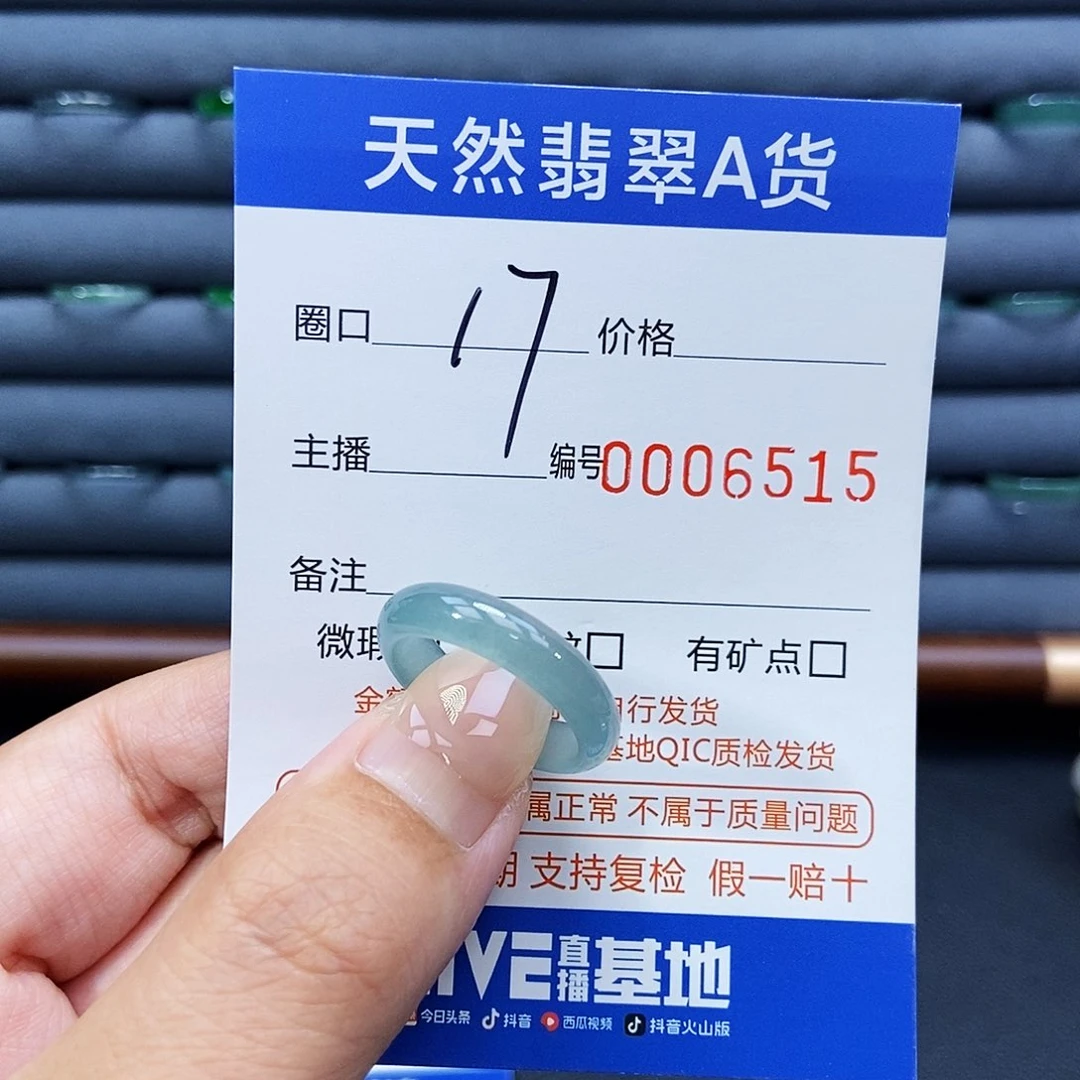 天然翡翠A货
圈口 17 价格
主播 编号0006515
备注
微瑕 有矿点
行发货
基地QIC质检发货
属正常 不属于质量问题
期 支持复检 假一赔十
IVE直播基地
今日头条 抖音 西瓜视频 抖音火山版